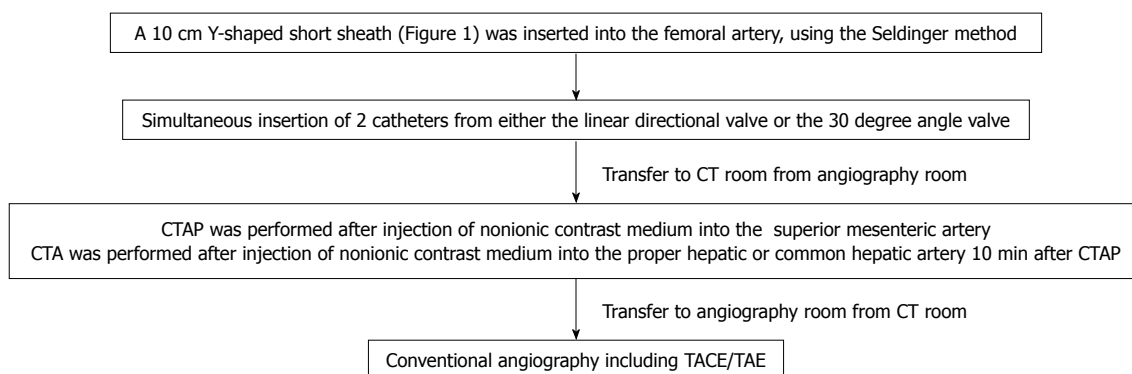 A 10 cm Y-shaped short sheath (Figure 1) was inserted into the femoral artery, using the Seldinger method
Simultaneous insertion of 2 catheters from either the linear directional valve or the 30 degree angle valve
Transfer to CT room from angiography room
CTAP was performed after injection of nonionic contrast medium into the superior mesenteric artery
CTA was performed after injection of nonionic contrast medium into the proper hepatic or common hepatic artery 10 min after CTAP
Transfer to angiography room from CT room
Conventional angiography including TACE/TAE